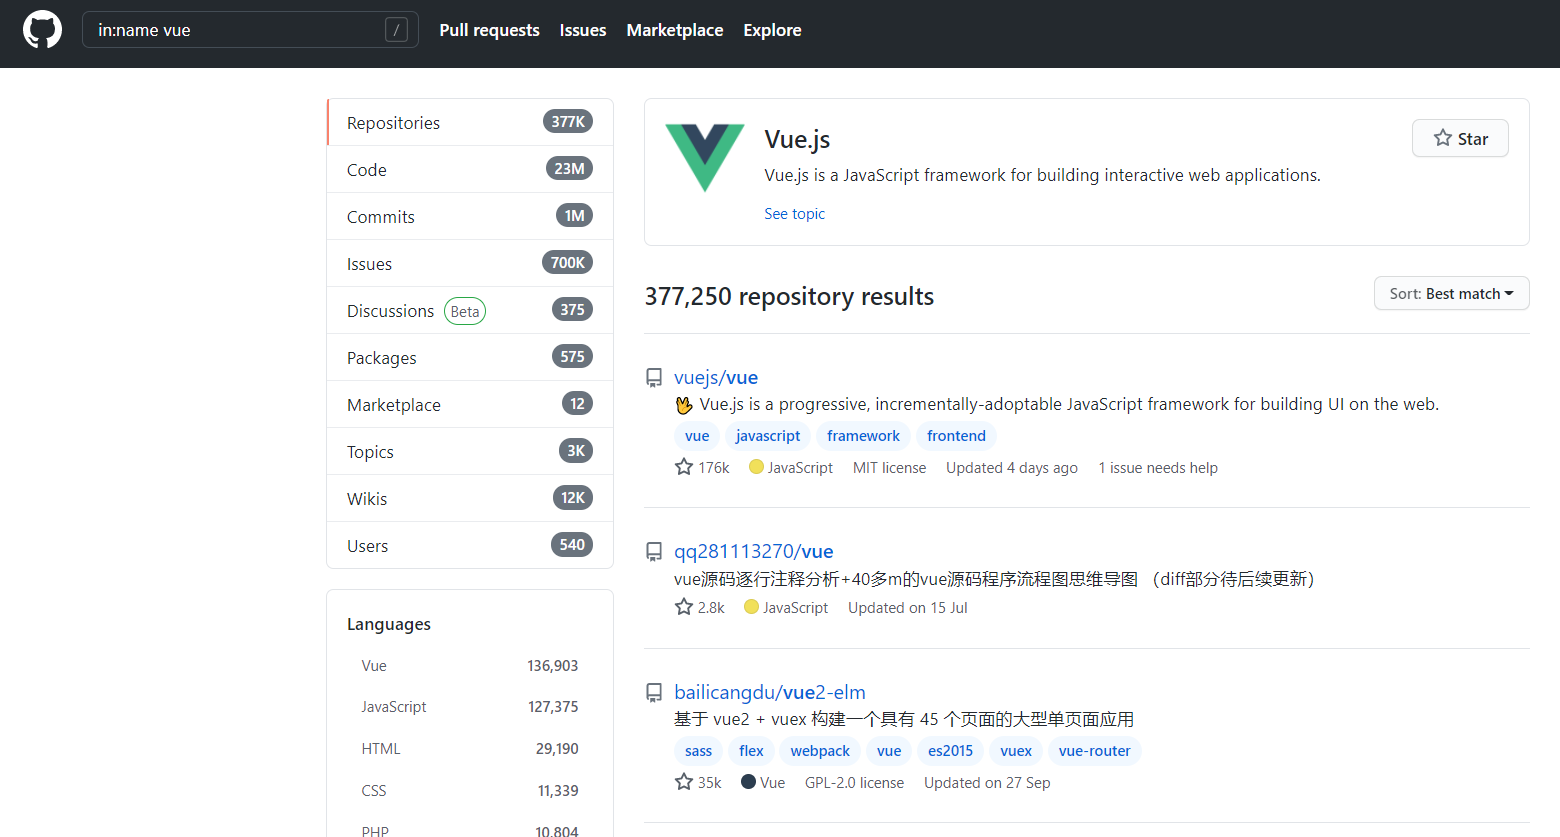 in:name vue /
Pull requests Issues Marketplace Explore
Repositories 377K
Code 23M
Commits 1M
Issues 700K
Discussions Beta 375
Packages 575
Marketplace 12
Topics 3K
Wikis 12K
Users 540
Languages
Vue 136,903
JavaScript 127,375
HTML 29,190
CSS 11,339
PHP 10,804
Vue.js
Star
Vue.js is a JavaScript framework for building interactive web applications.
See topic
377,250 repository results
Sort: Best match
vuejs/vue
Vue.js is a progressive, incrementally-adoptable JavaScript framework for building UI on the web.
vue javascript framework frontend
176k JavaScript MIT license Updated 4 days ago 1 issue needs help
qq281113270/vue
vue源码逐行注释分析+40多m的vue源码程序流程图思维导图 （diff部分待后续更新）
2.8k JavaScript Updated on 15 Jul
bailicangdu/vue2-elm
基于 vue2 + vuex 构建一个具有 45 个页面的大型单页面应用
sass flex webpack vue es2015 vuex vue-router
35k Vue GPL-2.0 license Updated on 27 Sep